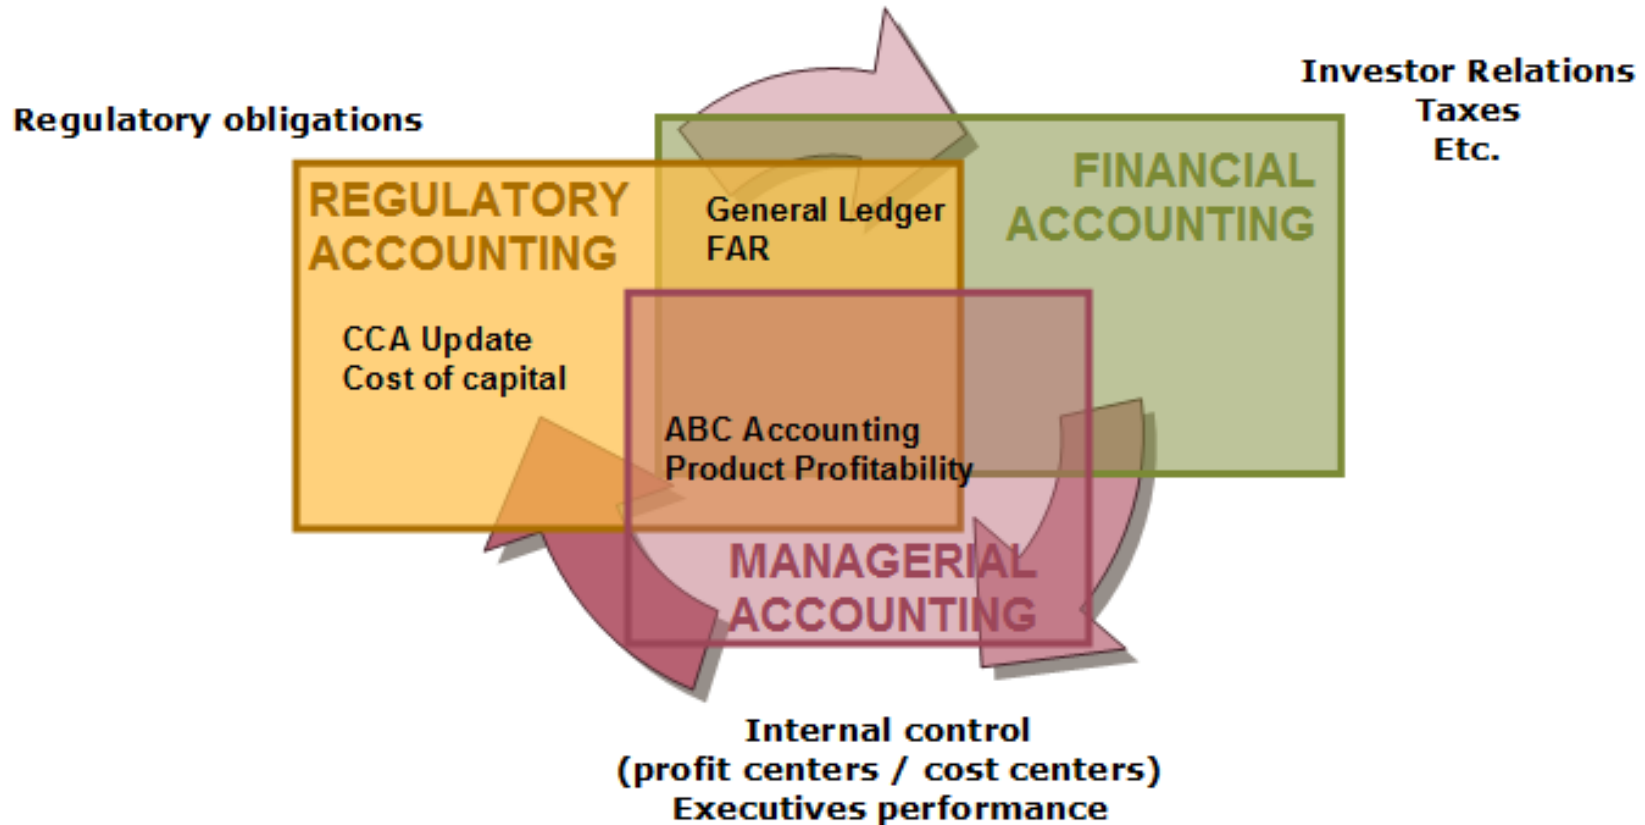 Regulatory obligations
Investor Relations
Taxes
Etc.
REGULATORY
ACCOUNTING
General Ledger
FAR
FINANCIAL
ACCOUNTING
CCA Update
Cost of capital
ABC Accounting
Product Profitability
MANAGERIAL
ACCOUNTING
Internal control
(profit centers / cost centers)
Executives performance